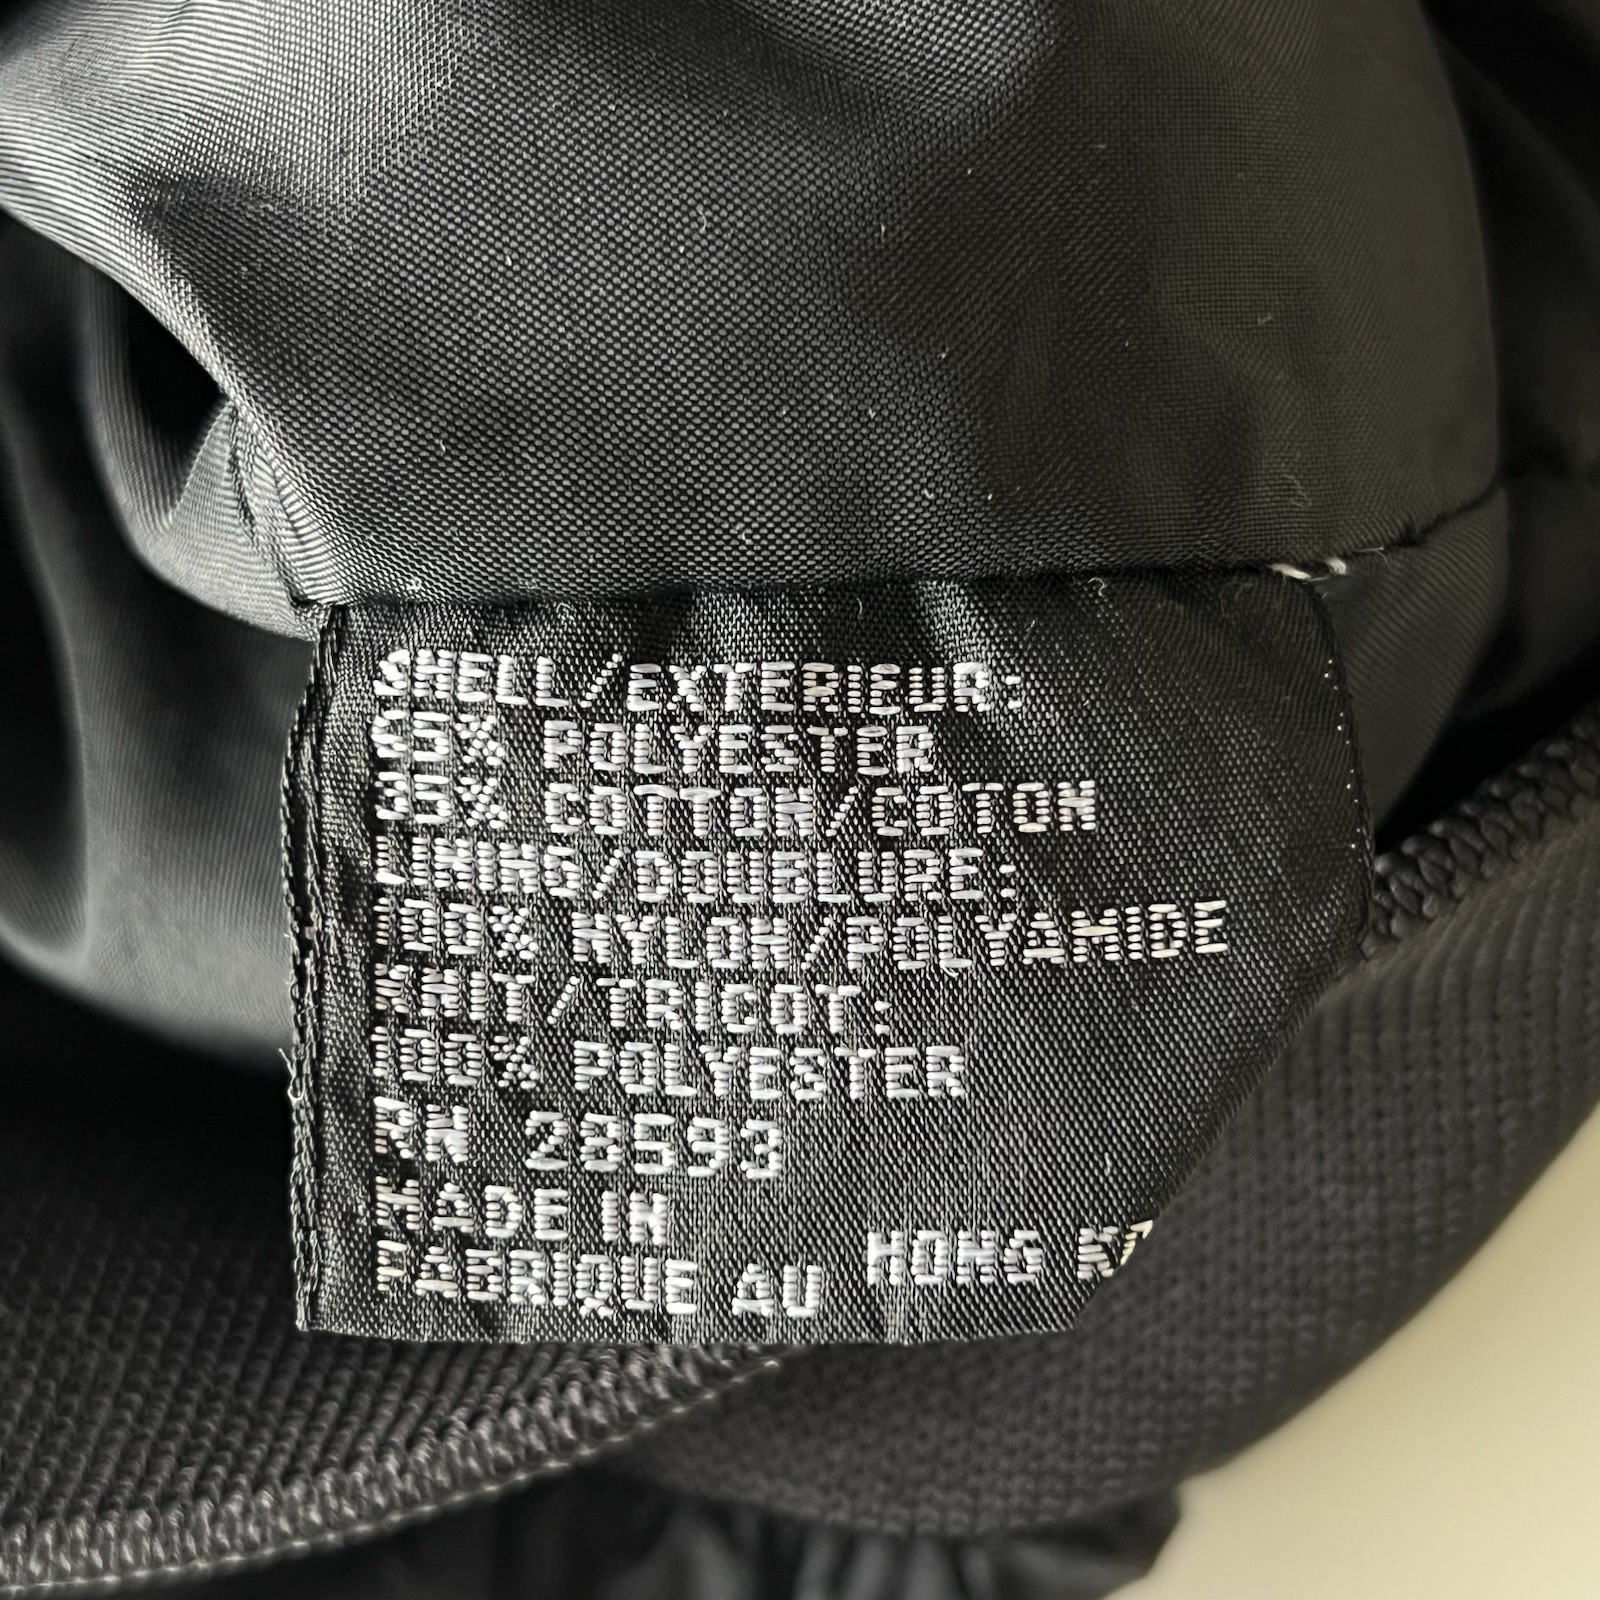 SHELL/EXTERIEUR:
65% POLYESTER
35% COTTON/COTON
LINING/DOUBLURE:
100% NYLON/POLYAMIDE
KNIT/TRICOT:
100% POLYESTER
RN 28593
MADE IN
FABRIQUE AU HONG